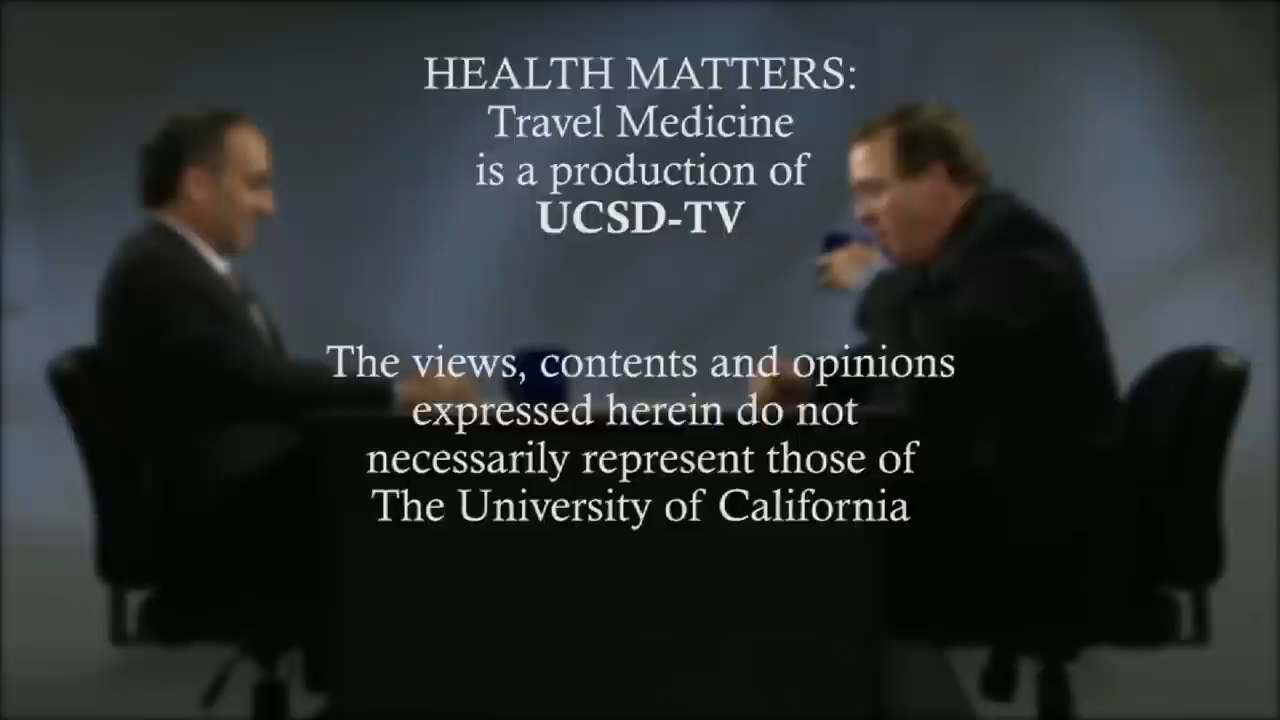 HEALTH MATTERS:
Travel Medicine
is a production of
UCSD-TV
The views, contents and opinions
expressed herein do not
necessarily represent those of
The University of California